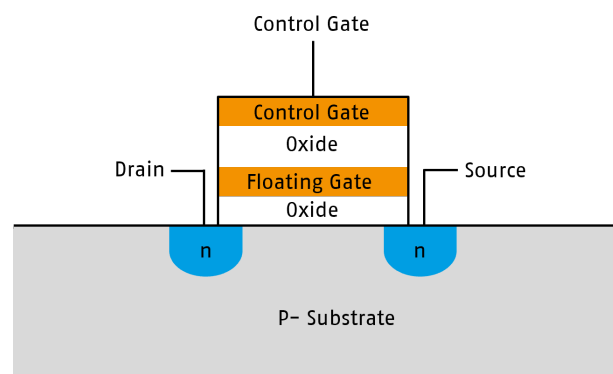 Control Gate
Control Gate
Oxide
Drain
Floating Gate
Source
Oxide
n
n
P- Substrate